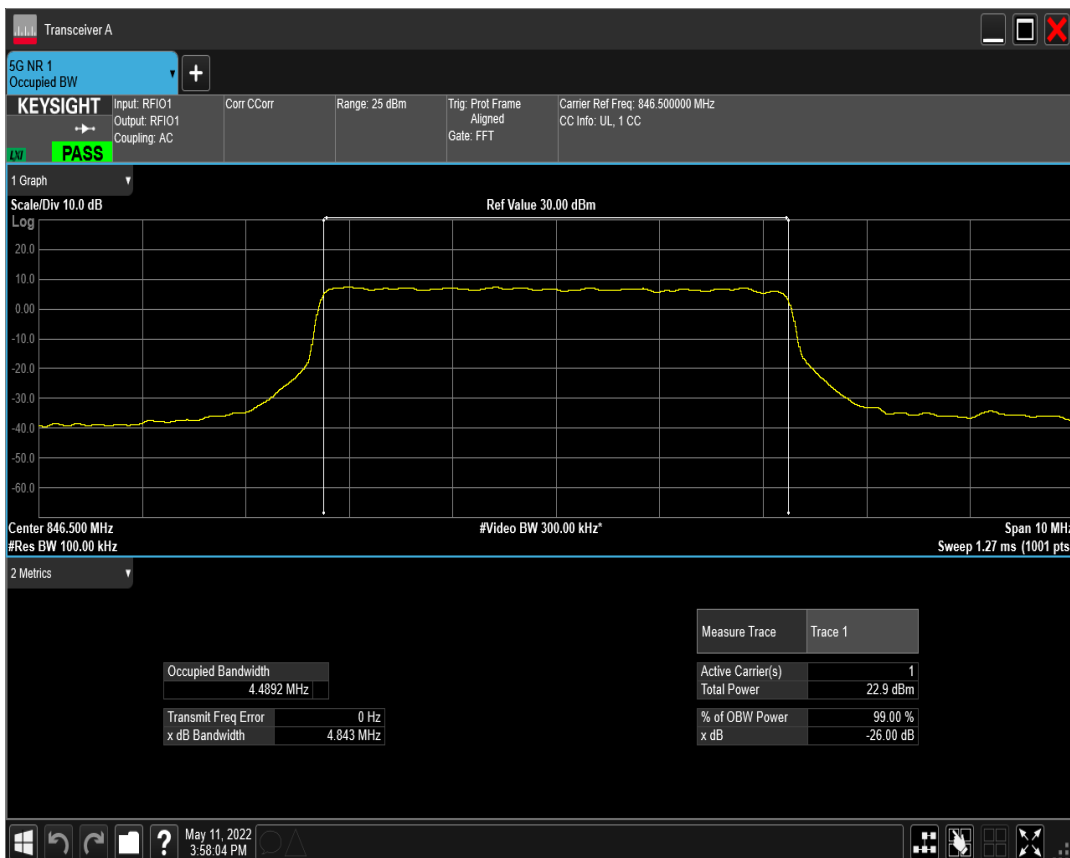 Transceiver A
5G NR 1
Occupied BW
+
KEYSIGHT
LXI PASS
Input: RFIO1
Output: RFIO1
Coupling: AC
Corr CCorr
Range: 25 dBm
Trig: Prot Frame
Aligned
Gate: FFT
Carrier Ref Freq: 846.500000 MHz
CC Info: UL, 1 CC
1 Graph
Scale/Div 10.0 dB Ref Value 30.00 dBm
Log
20.0
10.0
0.00
-10.0
-20.0
-30.0
-40.0
-50.0
-60.0
Center 846.500 MHz #Video BW 300.00 kHz* Span 10 MHz
#Res BW 100.00 kHz Sweep 1.27 ms (1001 pts
2 Metrics
Measure Trace Trace 1
Occupied Bandwidth
4.4892 MHz
Active Carrier(s) 1
Total Power 22.9 dBm
Transmit Freq Error 0 Hz
x dB Bandwidth 4.843 MHz
% of OBW Power 99.00 %
x dB -26.00 dB
?
May 11, 2022
3:58:04 PM